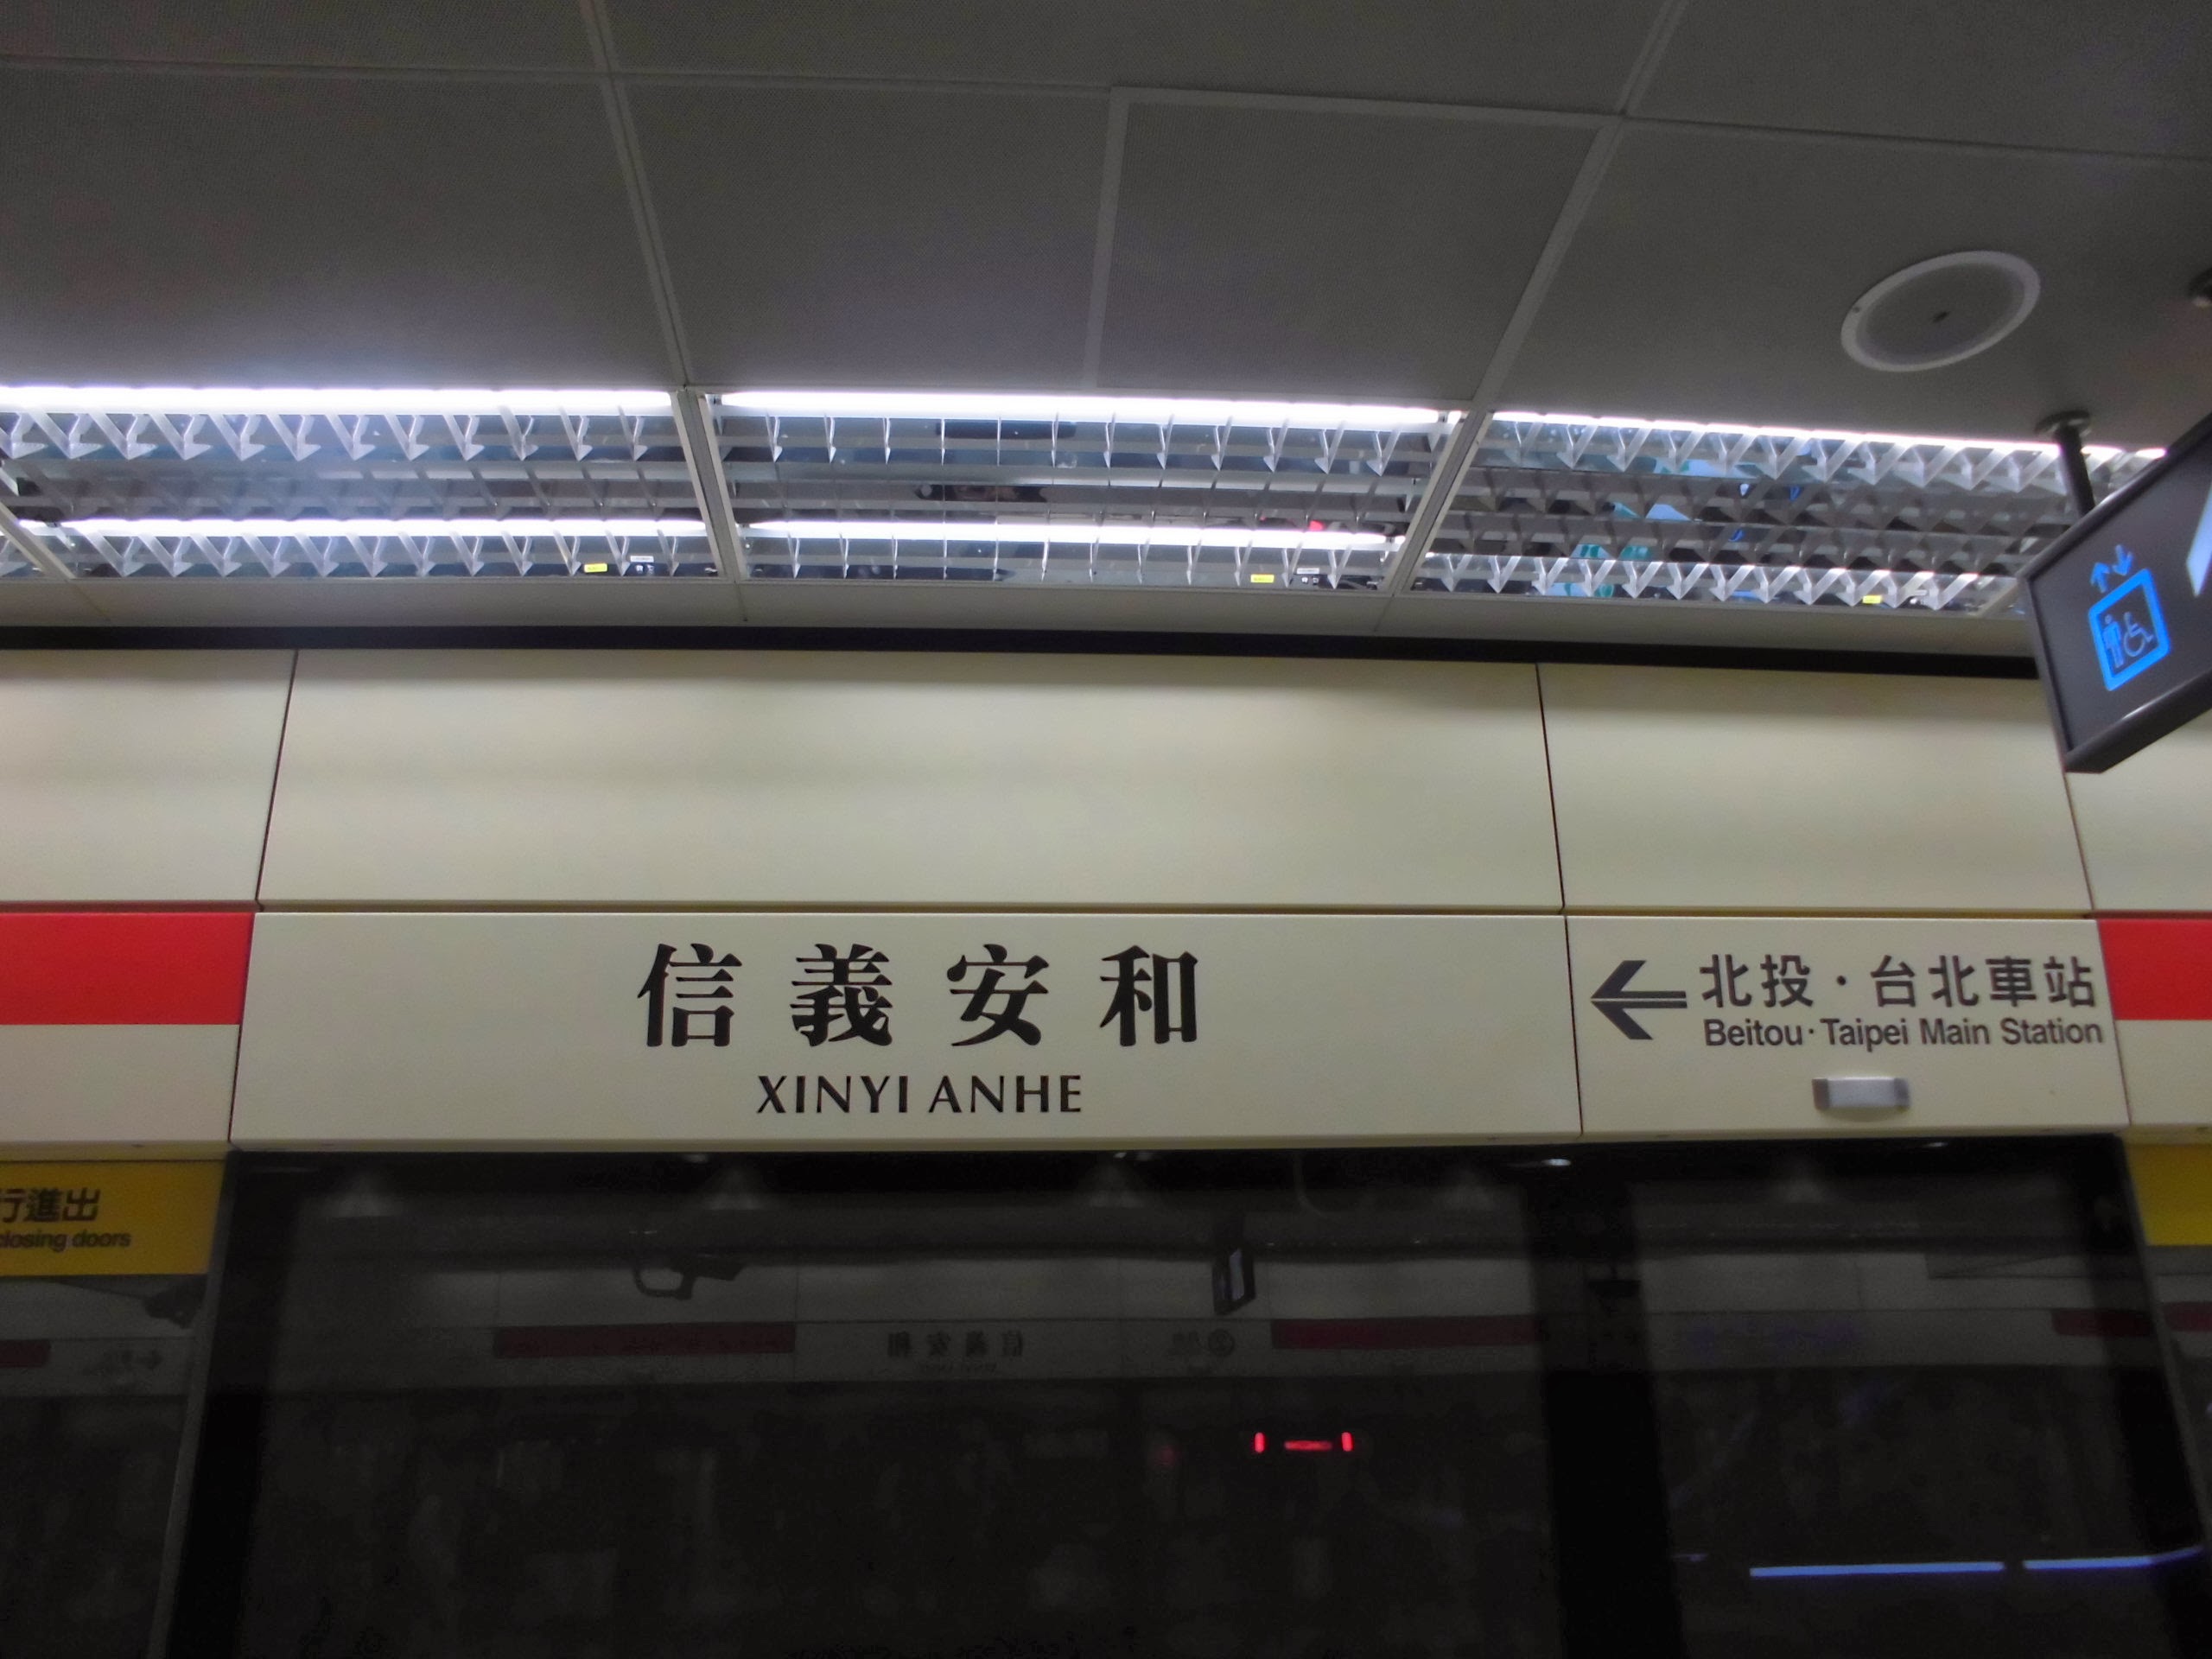 信義安和
XINYI ANHE
北投·台北車站
Beitou·Taipei Main Station
行進出
closing doors